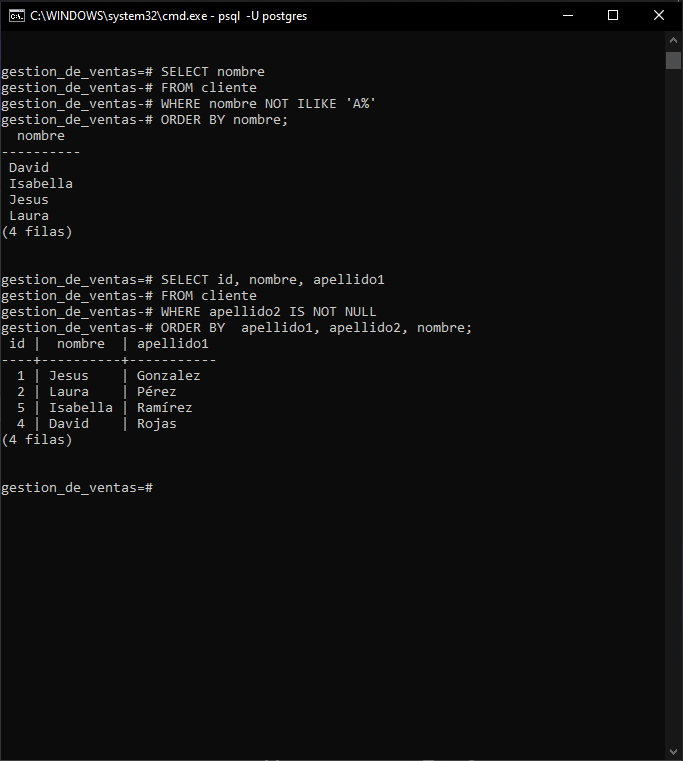 C:\WINDOWS\system32\cmd.exe - psql  -U postgres
gestion_de_ventas=# SELECT nombre
gestion_de_ventas-# FROM cliente
gestion_de_ventas-# WHERE nombre NOT ILIKE 'A%'
gestion_de_ventas-# ORDER BY nombre;
  nombre
----------
 David
 Isabella
 Jesus
 Laura
(4 filas)
gestion_de_ventas=# SELECT id, nombre, apellido1
gestion_de_ventas-# FROM cliente
gestion_de_ventas-# WHERE apellido2 IS NOT NULL
gestion_de_ventas-# ORDER BY  apellido1, apellido2, nombre;
 id |  nombre  | apellido1
----+----------+-----------
  1 | Jesus    | Gonzalez
  2 | Laura    | Pérez
  5 | Isabella | Ramírez
  4 | David    | Rojas
(4 filas)
gestion_de_ventas=#